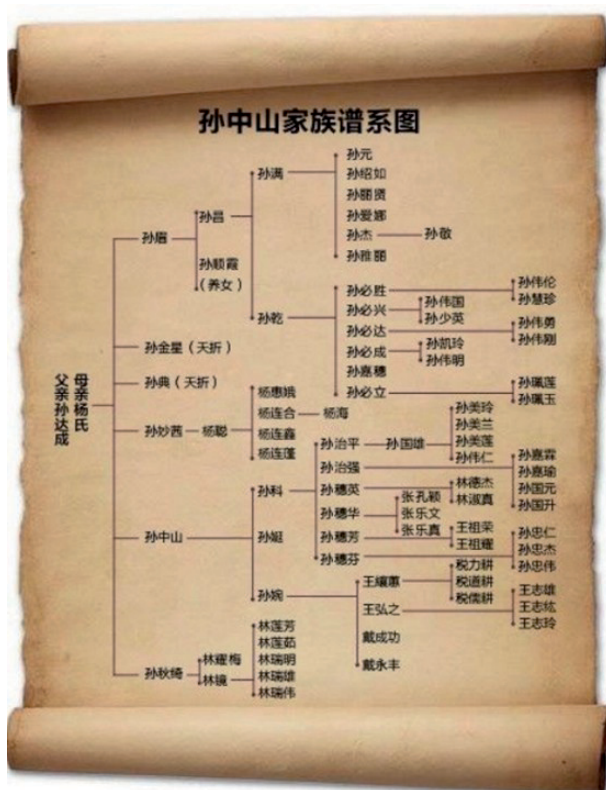 孙中山家族谱系图
母亲杨氏
父亲孙达成
孙眉
孙昌
孙顺霞
（养女）
孙满
孙元
孙绍如
孙丽贤
孙爱娜
孙杰
孙敬
孙雅丽
孙乾
孙必胜
孙伟伦
孙慧珍
孙必兴
孙伟国
孙少英
孙必达
孙伟勇
孙伟刚
孙必成
孙凯玲
孙伟明
孙嘉穗
孙必立
孙珮莲
孙珮玉
孙金星（夭折）
孙典（夭折）
孙妙茜
杨聪
杨惠娥
杨连合
杨海
杨连鑫
杨连蓬
孙中山
孙科
孙治平
孙国雄
孙美玲
孙美兰
孙美莲
孙伟仁
孙治强
孙嘉霖
孙嘉瑜
孙国元
孙国升
孙穗英
林德杰
林淑真
孙穗华
张孔颖
张乐文
张乐真
孙穗芳
王祖荣
王祖耀
孙穗芬
孙忠仁
孙忠杰
孙忠伟
孙娫
孙婉
王纕蕙
税力耕
税道耕
税儒耕
王弘之
王志雄
王志纮
王志玲
戴成功
戴永丰
孙秋绮
林耀梅
林镜
林莲芳
林莲茹
林瑞明
林瑞雄
林瑞伟